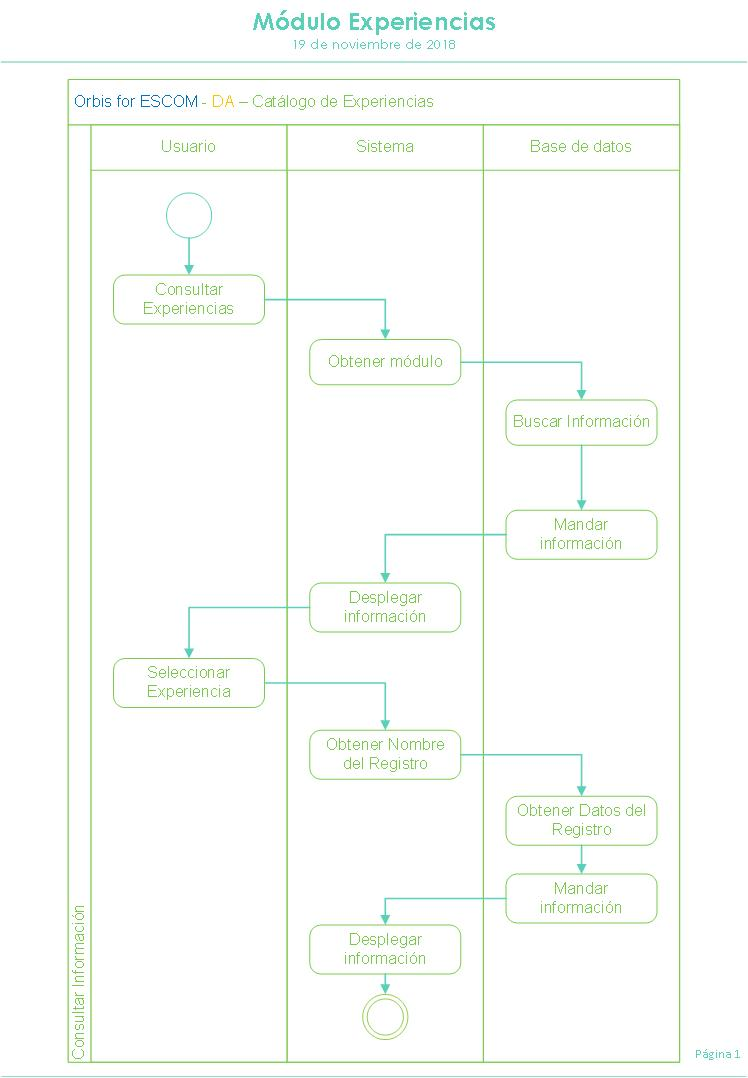 Módulo Experiencias
19 de noviembre de 2018
Orbis for ESCOM - DA – Catálogo de Experiencias
Usuario
Sistema
Base de datos
Consultar
Experiencias
Obtener módulo
Buscar Información
Mandar
información
Desplegar
información
Seleccionar
Experiencia
Obtener Nombre
del Registro
Obtener Datos del
Registro
Mandar
información
Desplegar
información
Consultar Información
Página 1